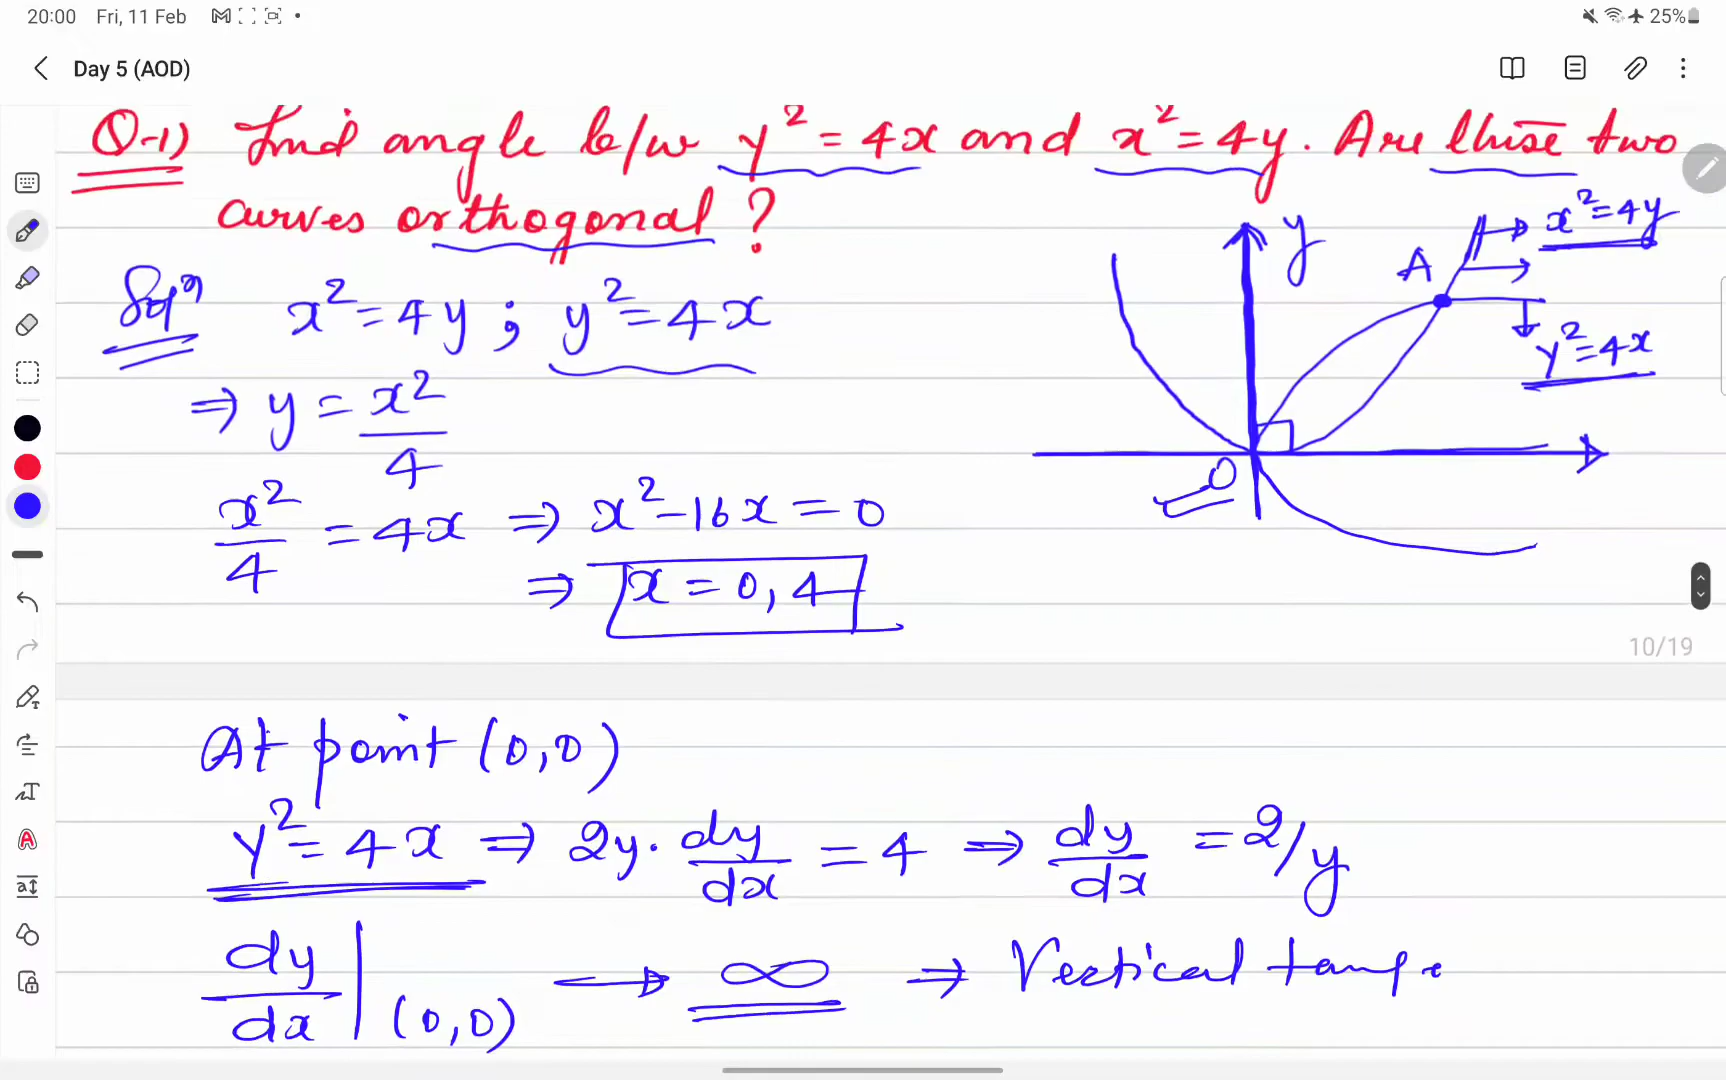 20:00 Fri, 11 Feb 25%
Day 5 (AOD)
Q-1) Find angle b/w y² = 4x and x² = 4y. Are these two
curves orthogonal ?
Solⁿ x² = 4y ; y² = 4x
⇒ y = x²/4
x²/4 = 4x ⇒ x² - 16x = 0
⇒ x = 0, 4
y
A
x² = 4y
y² = 4x
O
10/19
At point (0,0)
y² = 4x ⇒ 2y. dy/dx = 4 ⇒ dy/dx = 2/y
dy/dx |(0,0) → ∞ ⇒ Vertical tang